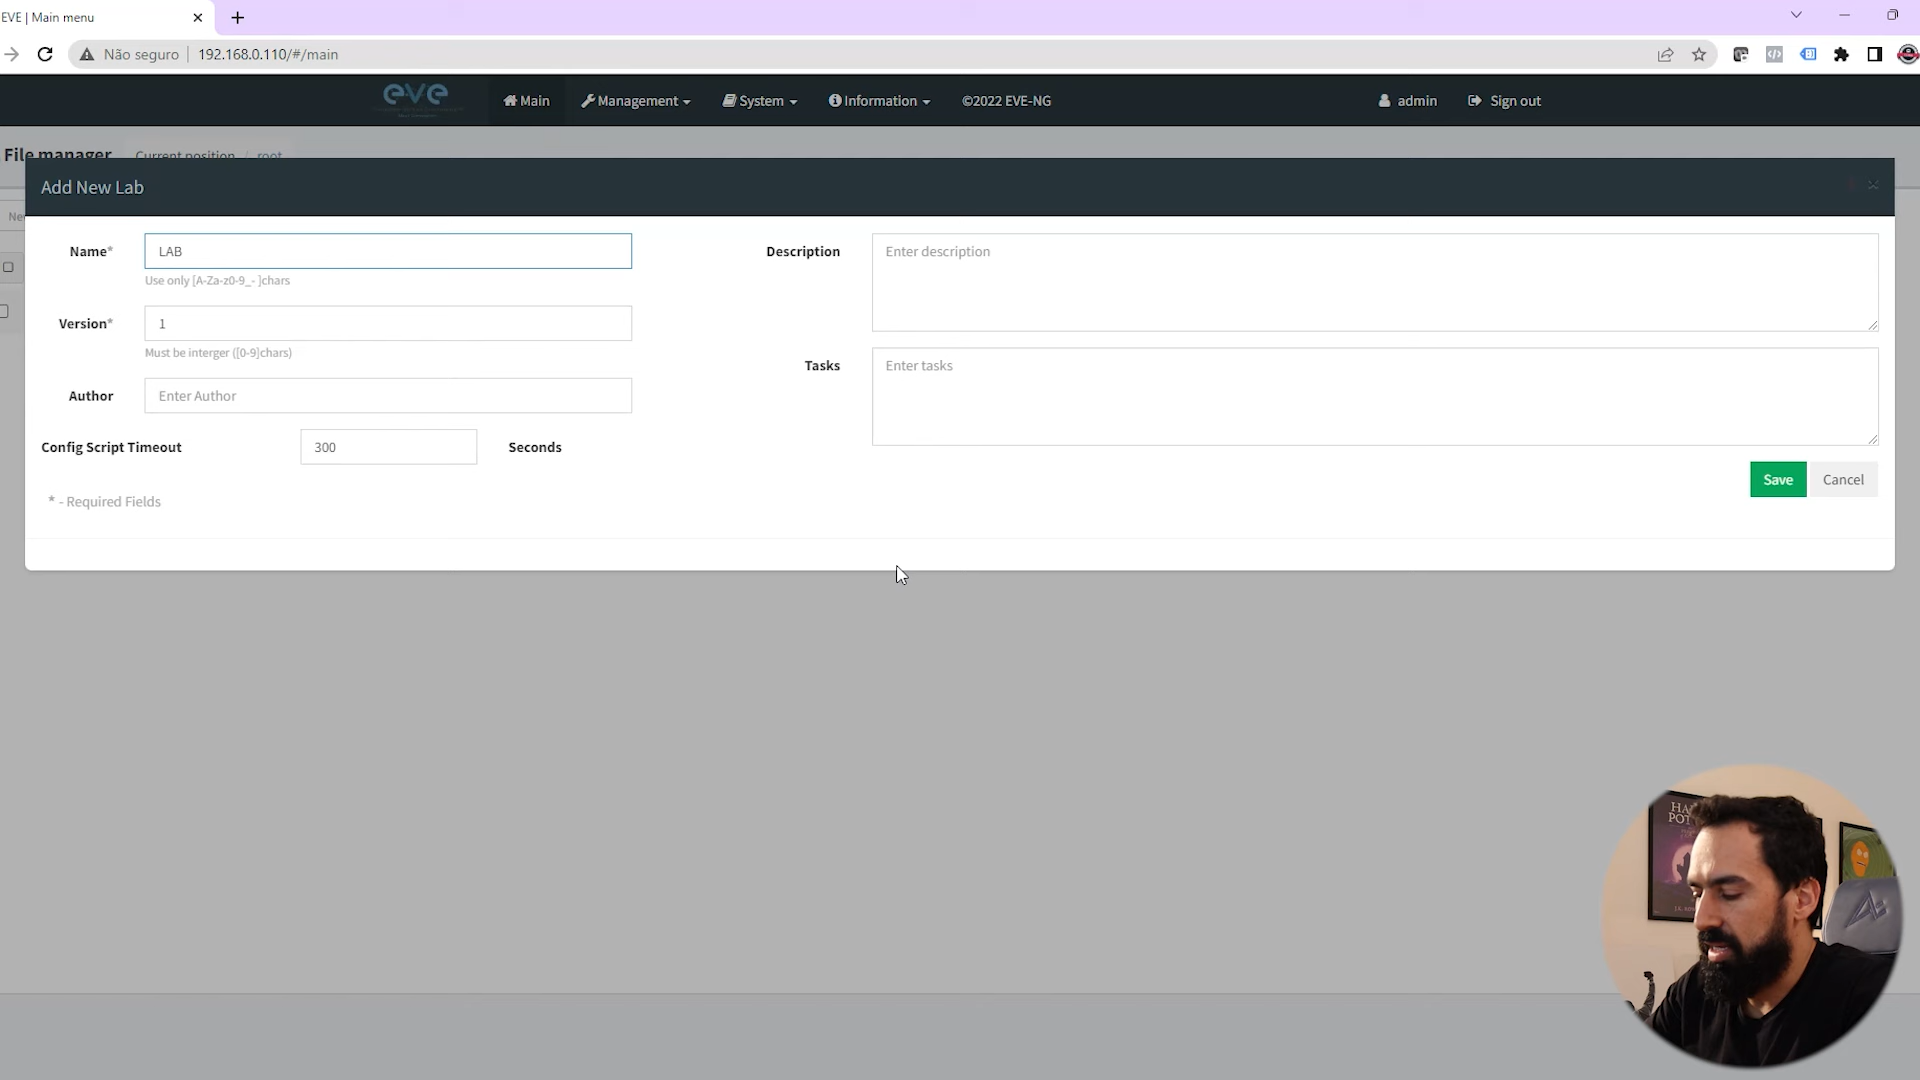 EVE | Main menu
Não seguro
192.168.0.110/#/main
eve
Main
Management
System
Information
©2022 EVE-NG
admin
Sign out
File manager
Current position / root
Add New Lab
Name*
LAB
Use only [A-Za-z0-9_- ]chars
Version*
1
Must be interger ([0-9]chars)
Author
Enter Author
Config Script Timeout
300
Seconds
* - Required Fields
Description
Enter description
Tasks
Enter tasks
Save
Cancel